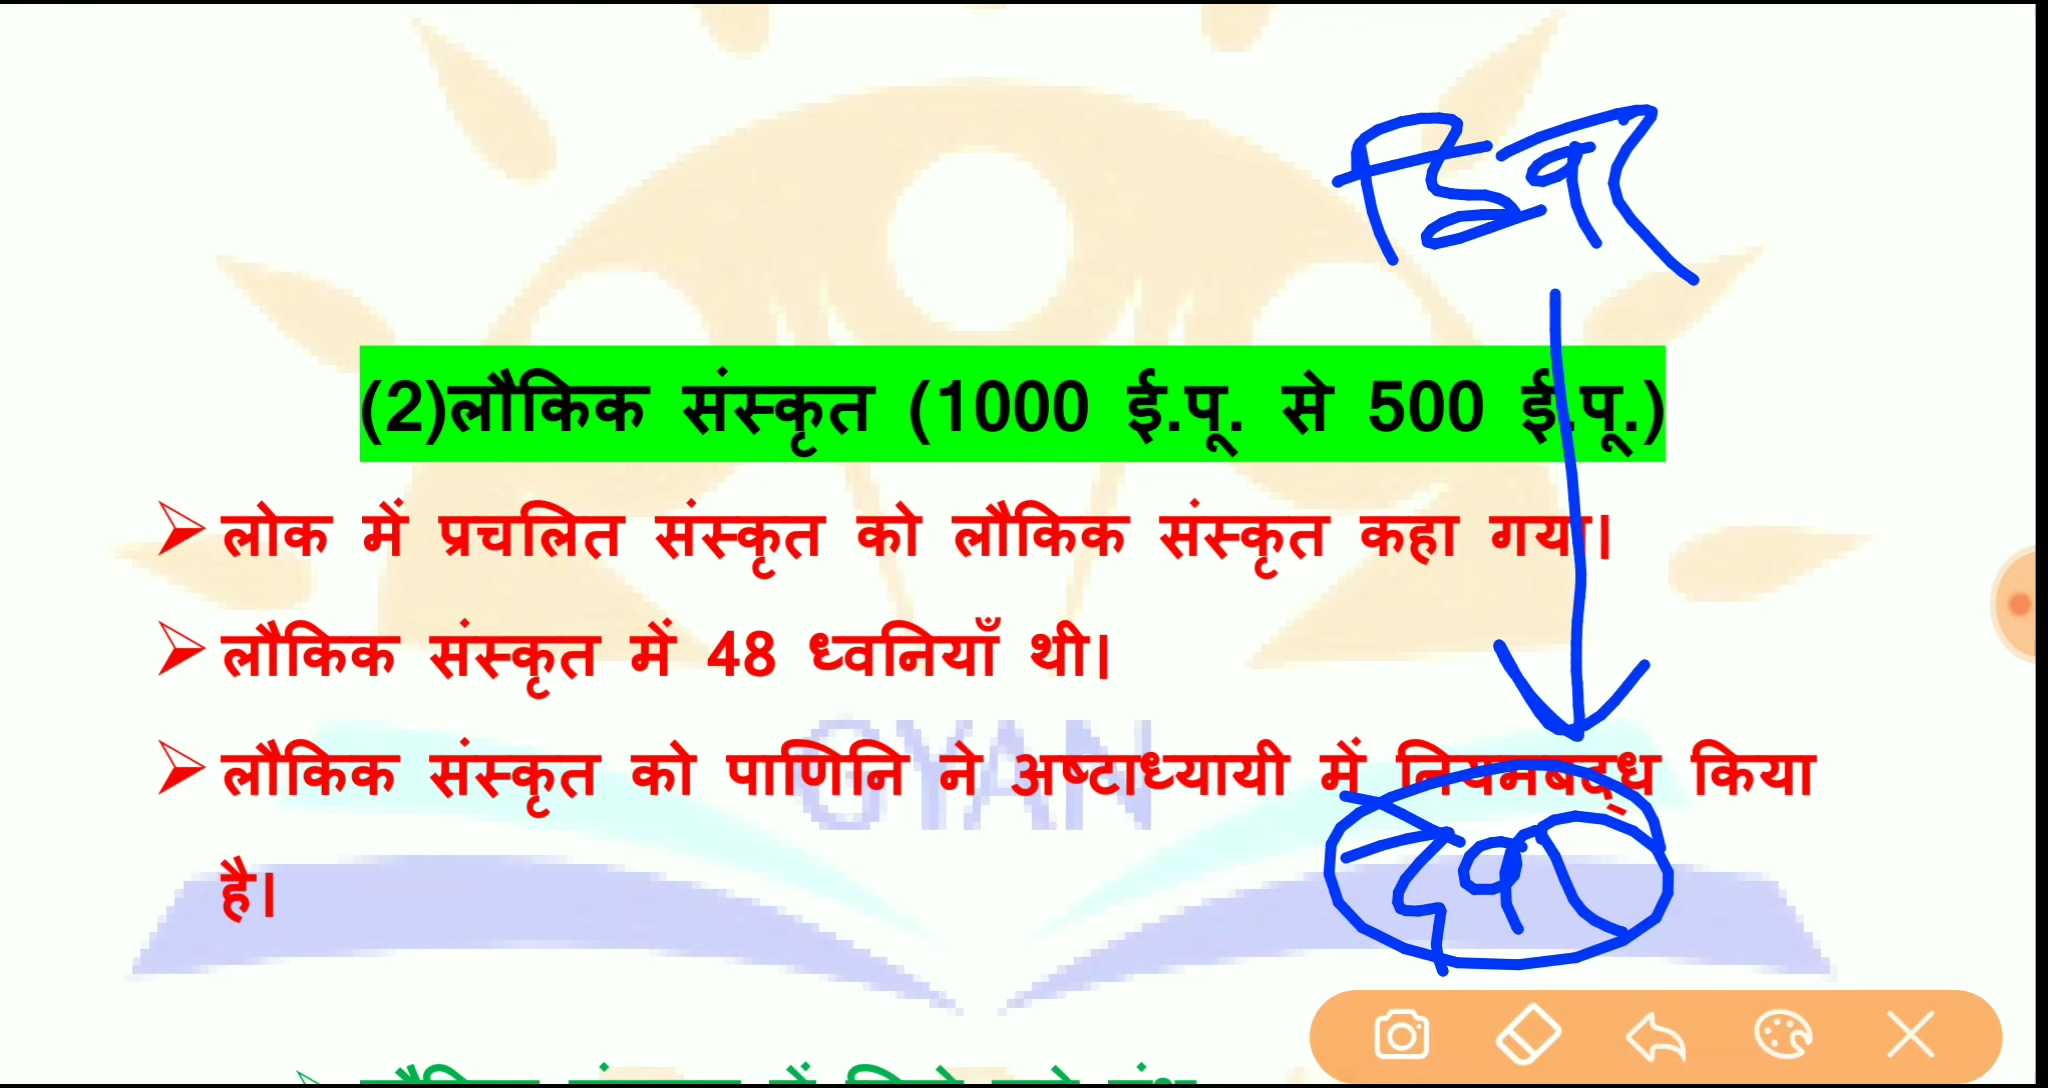 (2)लौकिक संस्कृत (1000 ई.पू. से 500 ई.पू.)
लोक में प्रचलित संस्कृत को लौकिक संस्कृत कहा गया।
लौकिक संस्कृत में 48 ध्वनियाँ थी।
लौकिक संस्कृत को पाणिनि ने अष्टाध्यायी में नियमबद्ध किया
है।
GYAN